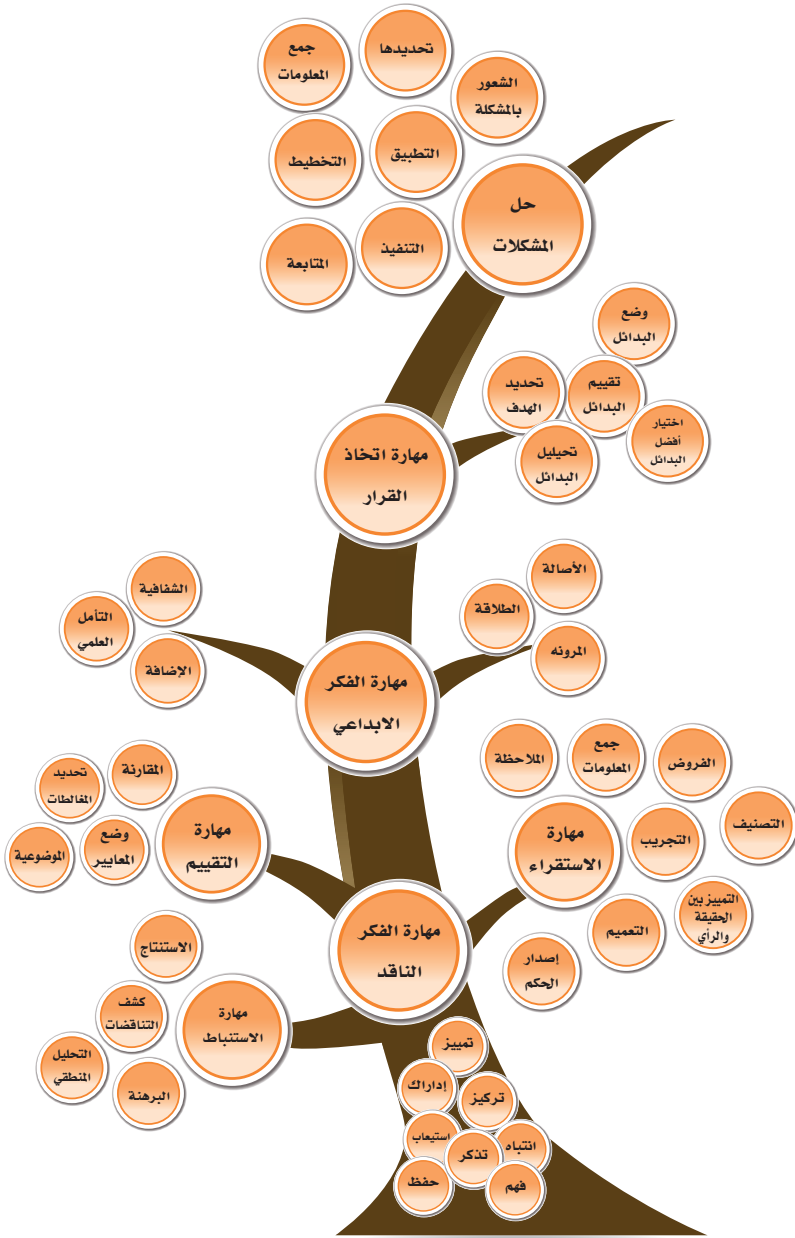 جمع
المعلومات
تحديدها
الشعور
بالمشكلة
التخطيط
التطبيق
حل
المشكلات
المتابعة
التنفيذ
وضع
البدائل
تحديد
الهدف
تقييم
البدائل
اختيار
أفضل
البدائل
تحيليل
البدائل
مهارة اتخاذ
القرار
الشفافية
التأمل
العلمي
الإضافة
الأصالة
الطلاقة
المرونه
مهارة الفكر
الابداعي
المقارنة
تحديد
المغالطات
الموضوعية
وضع
المعايير
مهارة
التقييم
الملاحظة
جمع
المعلومات
الفروض
التصنيف
التجريب
مهارة
الاستقراء
التمييز بين
الحقيقة
والرأي
التعميم
إصدار
الحكم
مهارة الفكر
الناقد
الاستنتاج
كشف
التناقضات
التحليل
المنطقي
البرهنة
مهارة
الاستنباط
تمييز
إداراك
تركيز
استيعاب
انتباه
تذكر
حفظ
فهم